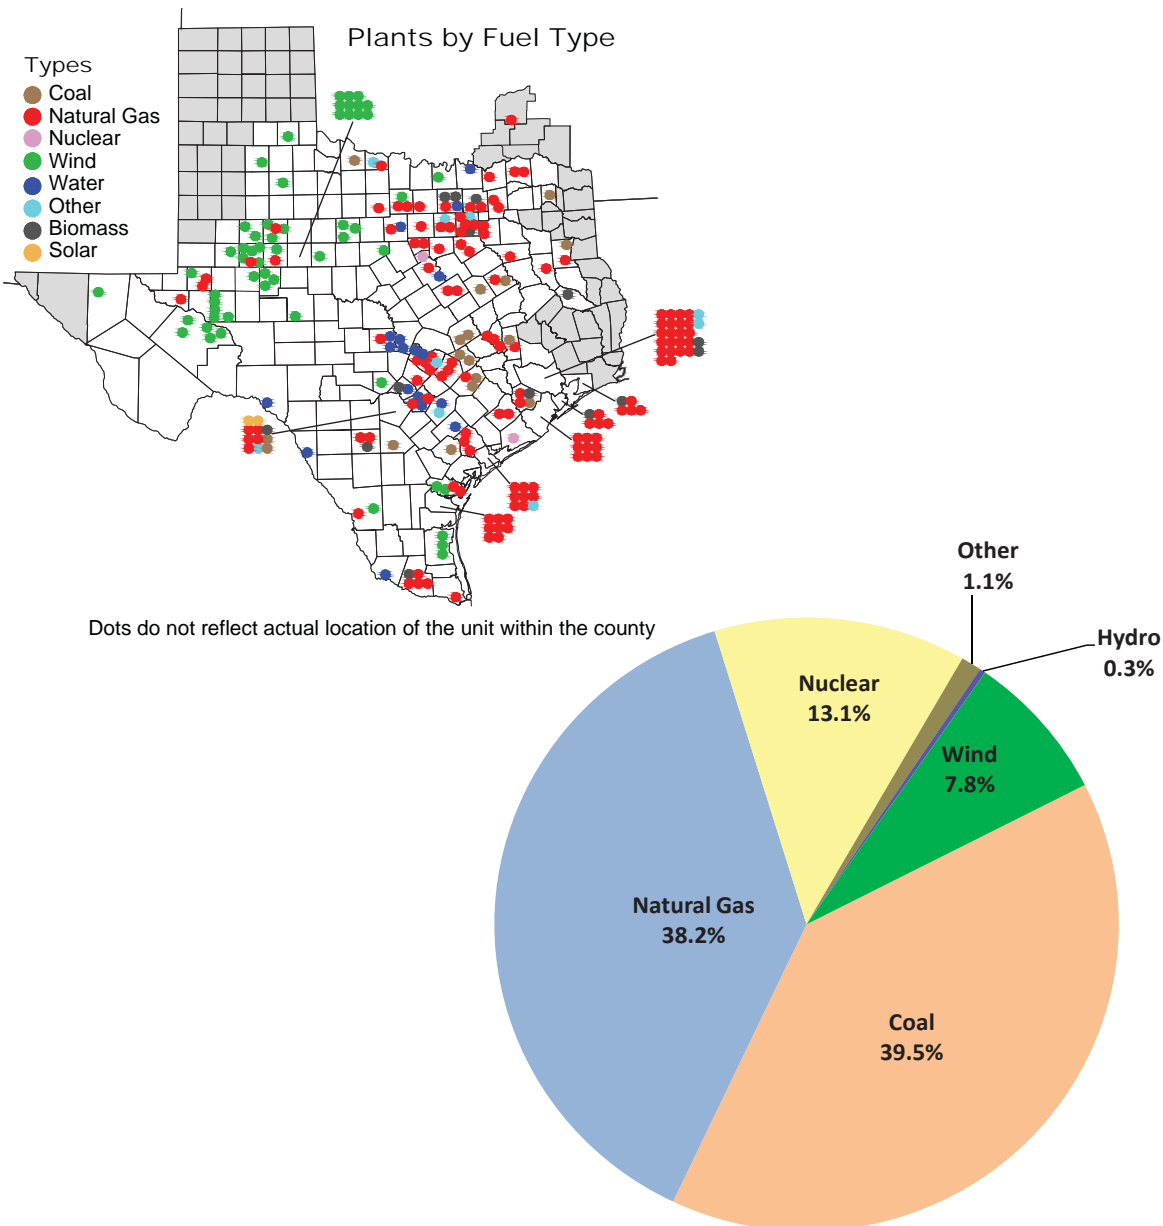 Plants by Fuel Type
Types
Coal
Natural Gas
Nuclear
Wind
Water
Other
Biomass
Solar
Dots do not reflect actual location of the unit within the county
Other
1.1%
Hydro
0.3%
Nuclear
13.1%
Wind
7.8%
Natural Gas
38.2%
Coal
39.5%